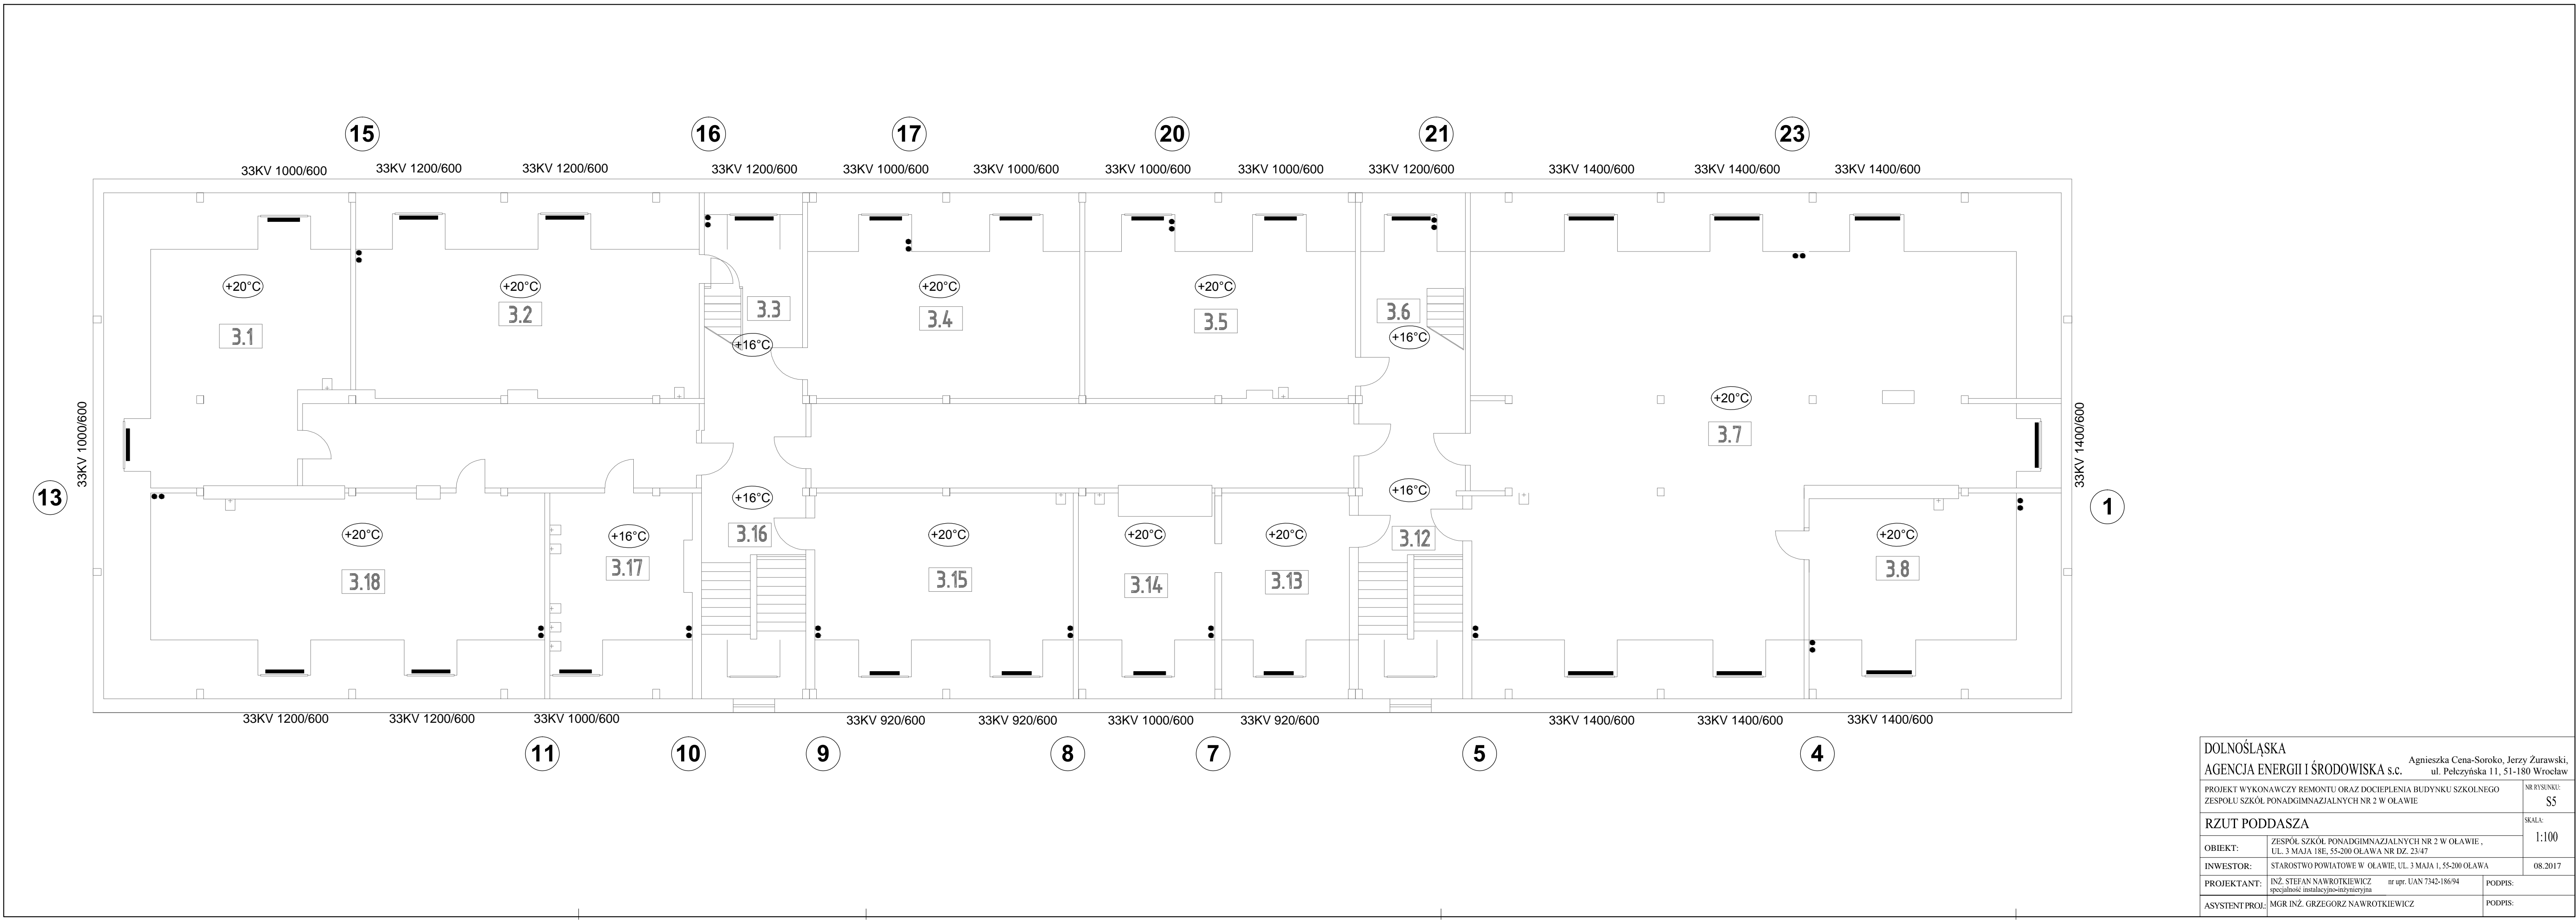 15 16 17 20 21 23
33KV 1000/600 33KV 1200/600 33KV 1200/600 33KV 1200/600 33KV 1000/600 33KV 1000/600 33KV 1000/600 33KV 1000/600 33KV 1200/600 33KV 1400/600 33KV 1400/600 33KV 1400/600
+20°C +20°C +20°C +20°C
3.1 3.2 3.3 3.4 3.5 3.6
+16°C +16°C
+20°C
3.7
33KV 1000/600
33KV 1400/600
13
1
+16°C +16°C
+20°C +16°C +20°C +20°C +20°C +20°C
3.16 3.12
3.18 3.17 3.15 3.14 3.13 3.8
33KV 1200/600 33KV 1200/600 33KV 1000/600 33KV 920/600 33KV 920/600 33KV 1000/600 33KV 920/600 33KV 1400/600 33KV 1400/600 33KV 1400/600
11 10 9 8 7 5 4
DOLNOŚLĄSKA
AGENCJA ENERGII I ŚRODOWISKA s.c.
Agnieszka Cena-Soroko, Jerzy Żurawski,
ul. Pełczyńska 11, 51-180 Wrocław
PROJEKT WYKONAWCZY REMONTU ORAZ DOCIEPLENIA BUDYNKU SZKOLNEGO
ZESPOŁU SZKÓŁ PONADGIMNAZJALNYCH NR 2 W OŁAWIE
NR RYSUNKU:
S5
RZUT PODDASZA
SKALA:
1:100
OBIEKT:
ZESPÓŁ SZKÓŁ PONADGIMNAZJALNYCH NR 2 W OŁAWIE ,
UL. 3 MAJA 18E, 55-200 OŁAWA NR DZ. 23/47
INWESTOR: STAROSTWO POWIATOWE W OŁAWIE, UL. 3 MAJA 1, 55-200 OŁAWA
08.2017
PROJEKTANT: INŻ. STEFAN NAWROTKIEWICZ nr upr. UAN 7342-186/94 PODPIS:
specjalność instalacyjno-inżynieryjna
ASYSTENT PROJ.: MGR INŻ. GRZEGORZ NAWROTKIEWICZ PODPIS: